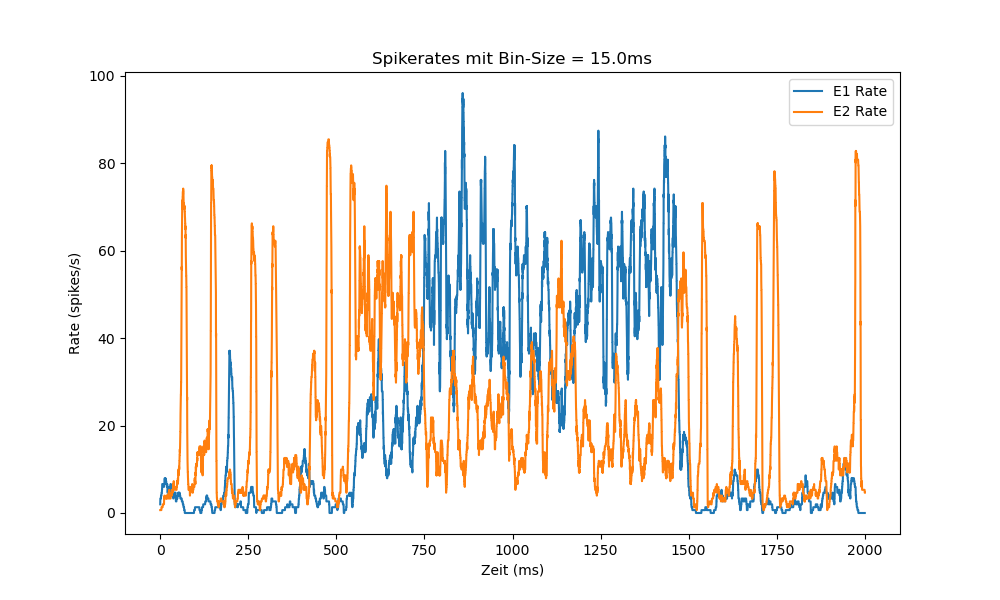 Spikerates mit Bin-Size = 15.0ms
E1 Rate
E2 Rate
Rate (spikes/s)
100
80
60
40
20
0
0 250 500 750 1000 1250 1500 1750 2000
Zeit (ms)